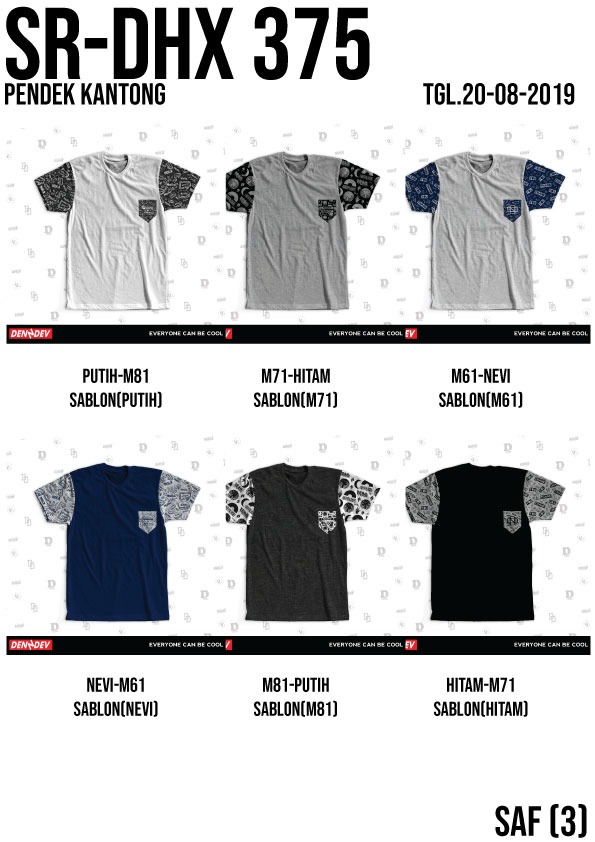 SR-DHX 375
PENDEK KANTONG
TGL.20-08-2019
DENNDEV
EVERYONE CAN BE COOL
EVERYONE CAN BE COOL
EV
EVERYONE CAN BE COOL
PUTIH-M81
SABLON(PUTIH)
M71-HITAM
SABLON(M71)
M61-NEVI
SABLON(M61)
DENNDEV
EVERYONE CAN BE COOL
EVERYONE CAN BE COOL
EV
EVERYONE CAN BE COOL
NEVI-M61
SABLON(NEVI)
M81-PUTIH
SABLON(M81)
HITAM-M71
SABLON(HITAM)
SAF (3)